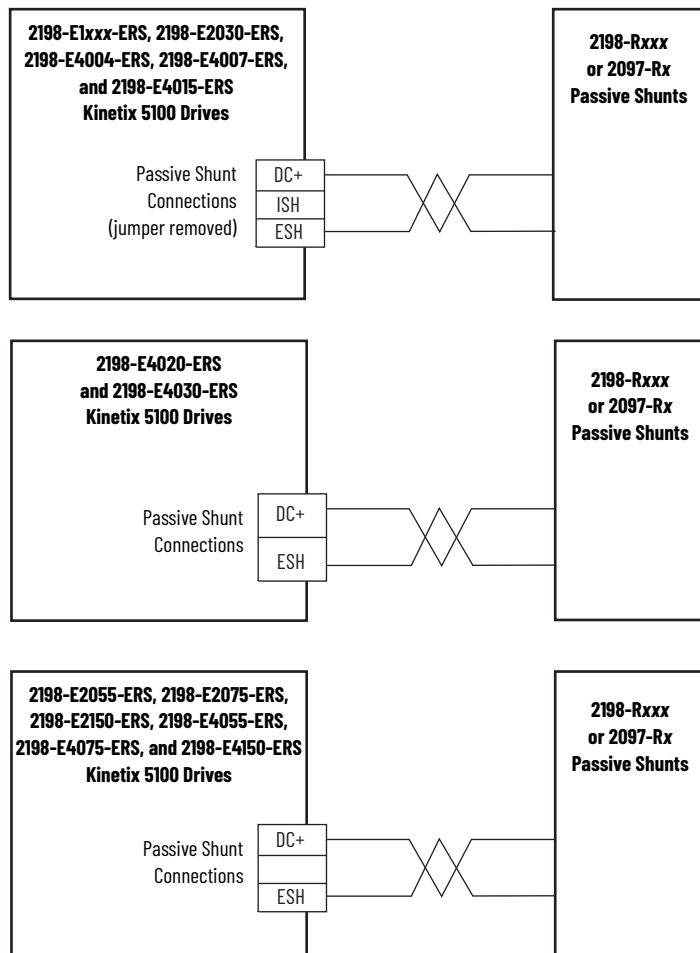 2198-E1xxx-ERS, 2198-E2030-ERS,
2198-E4004-ERS, 2198-E4007-ERS,
and 2198-E4015-ERS
Kinetix 5100 Drives
Passive Shunt
Connections
(jumper removed)
DC+
ISH
ESH
2198-Rxxx
or 2097-Rx
Passive Shunts
2198-E4020-ERS
and 2198-E4030-ERS
Kinetix 5100 Drives
Passive Shunt
Connections
DC+
ESH
2198-Rxxx
or 2097-Rx
Passive Shunts
2198-E2055-ERS, 2198-E2075-ERS,
2198-E2150-ERS, 2198-E4055-ERS,
2198-E4075-ERS, and 2198-E4150-ERS
Kinetix 5100 Drives
Passive Shunt
Connections
DC+
ESH
2198-Rxxx
or 2097-Rx
Passive Shunts